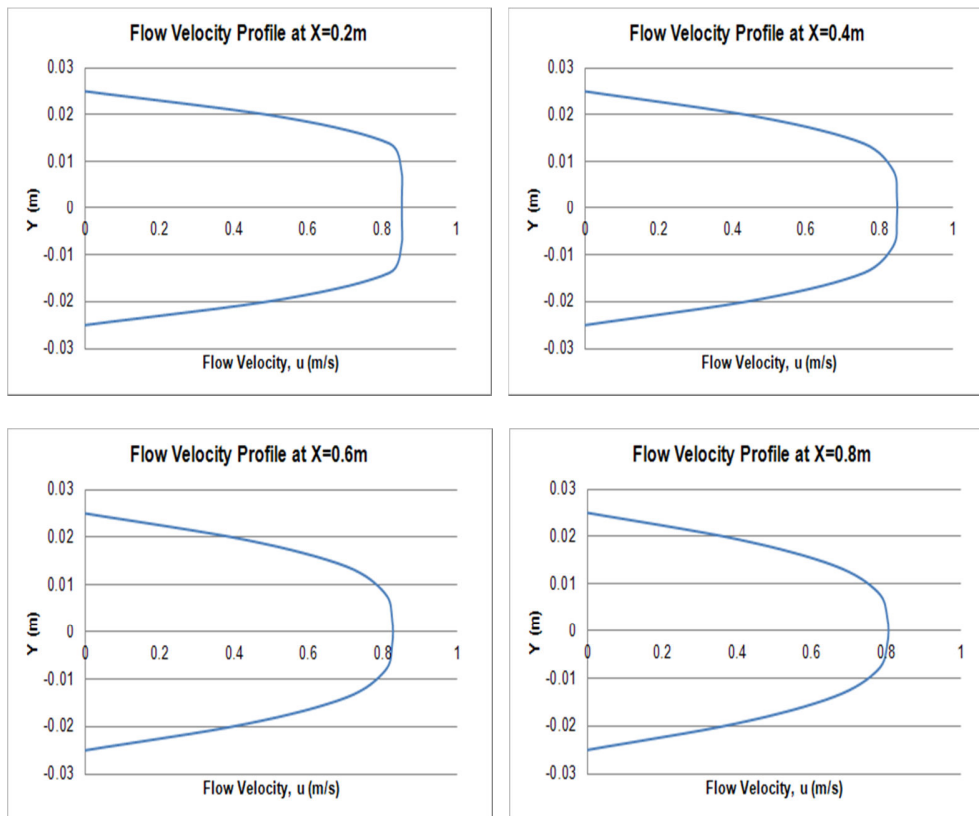 Flow Velocity Profile at X=0.2m
0.03
0.02
0.01
0
-0.01
-0.02
-0.03
0 0.2 0.4 0.6 0.8 1
Y (m)
Flow Velocity, u (m/s)
Flow Velocity Profile at X=0.4m
0.03
0.02
0.01
0
-0.01
-0.02
-0.03
0 0.2 0.4 0.6 0.8 1
Y (m)
Flow Velocity, u (m/s)
Flow Velocity Profile at X=0.6m
0.03
0.02
0.01
0
-0.01
-0.02
-0.03
0 0.2 0.4 0.6 0.8 1
Y (m)
Flow Velocity, u (m/s)
Flow Velocity Profile at X=0.8m
0.03
0.02
0.01
0
-0.01
-0.02
-0.03
0 0.2 0.4 0.6 0.8 1
Y (m)
Flow Velocity, u (m/s)